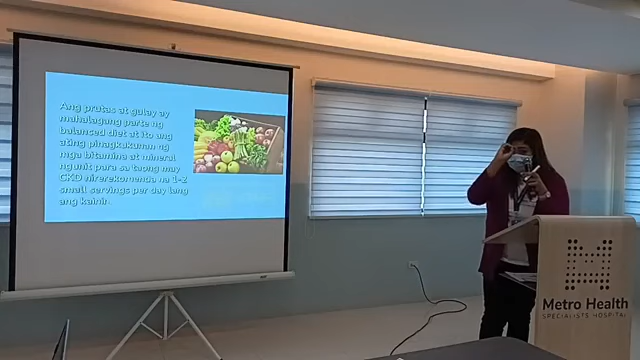 Ang prutas at gulay ay
mahalagang parte ng
balansed diet at ito ang
ating pinagkukunan ng
mga bitamina at mineral
ngunit para sa taong may
CKD nirerekomenda na 1-2
small servings per day lang
ang kainin.
Metro Health
SPECIALISTS HOSPITAL